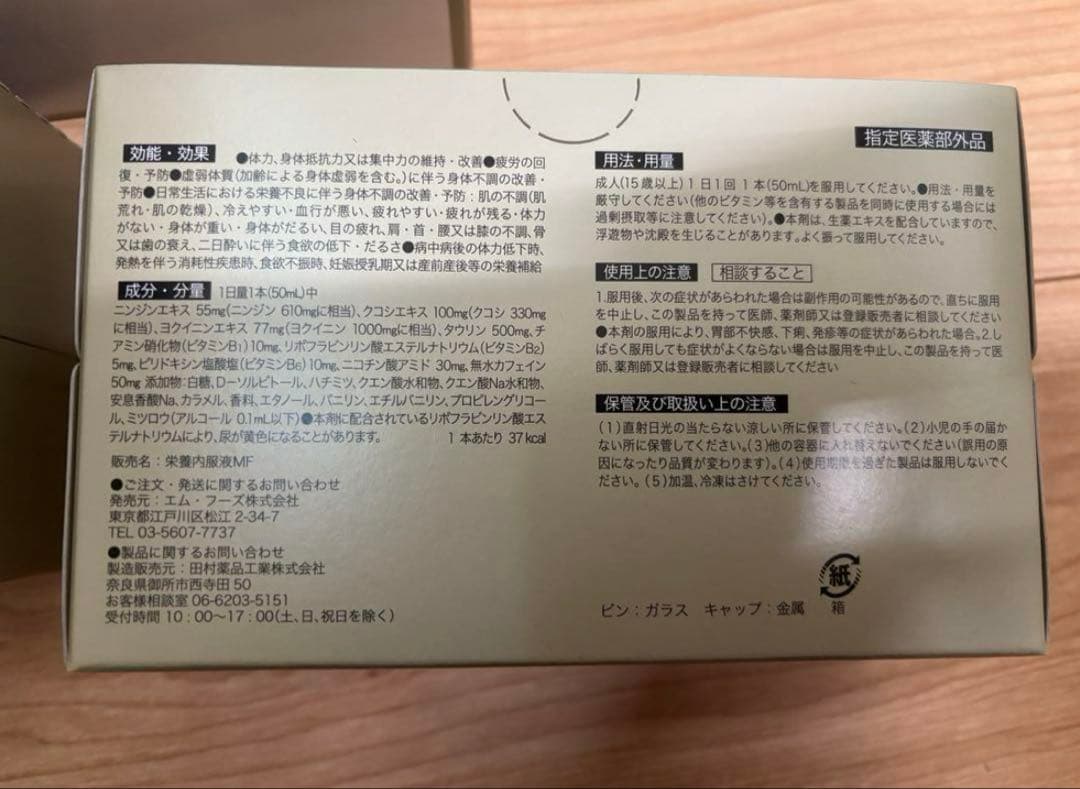 効能・効果 ●体力、身体抵抗力又は集中力の維持・改善●疲労の回
復・予防●虚弱体質(加齢による身体虚弱を含む。)に伴う身体不調の改善・
予防●日常生活における栄養不良に伴う身体不調の改善・予防:肌の不調(肌
荒れ・肌の乾燥)、冷えやすい・血行が悪い、疲れやすい・疲れが残る・体力
がない・身体が重い・身体がだるい、目の疲れ、肩・首・腰又は膝の不調、骨
又は歯の衰え、二日酔いに伴う食欲の低下・だるさ●病中病後の体力低下時、
発熱を伴う消耗性疾患時、食欲不振時、妊娠授乳期又は産前産後等の栄養補給
成分・分量 1日量1本(50mL)中
ニンジンエキス 55mg(ニンジン 610mgに相当)、クコシエキス 100mg(クコシ 330mg
に相当)、ヨクイニンエキス 77mg(ヨクイニン 1000mgに相当)、タウリン 500mg、チ
アミン硝化物(ビタミンB₁)10mg、リボフラビンリン酸エステルナトリウム(ビタミンB₂)
5mg、ピリドキシン塩酸塩(ビタミンB₆)10mg、ニコチン酸アミド 30mg、無水カフェイン
50mg 添加物:白糖、D－ソルビトール、ハチミツ、クエン酸水和物、クエン酸Na水和物、
安息香酸Na、カラメル、香料、エタノール、バニリン、エチルバニリン、プロピレングリコー
ル、ミツロウ(アルコール 0.1mL以下)●本剤に配合されているリボフラビンリン酸エス
テルナトリウムにより、尿が黄色になることがあります。 1本あたり 37kcal
販売名:栄養内服液MF
●ご注文・発送に関するお問い合わせ
発売元:エム・フーズ株式会社
東京都江戸川区松江 2-34-7
TEL 03-5607-7737
●製品に関するお問い合わせ
製造販売元:田村薬品工業株式会社
奈良県御所市西寺田 50
お客様相談室 06-6203-5151
受付時間 10:00～17:00(土、日、祝日を除く)
指定医薬部外品
用法・用量
成人(15歳以上)1日1回 1本(50mL)を服用してください。●用法・用量を
厳守してください(他のビタミン等を含有する製品を同時に使用する場合には
過剰摂取等に注意してください)。●本剤は、生薬エキスを配合していますので、
浮遊物や沈殿を生じることがあります。よく振って服用してください。
使用上の注意 相談すること
1.服用後、次の症状があらわれた場合は副作用の可能性があるので、直ちに服用
を中止し、この製品を持って医師、薬剤師又は登録販売者に相談してください
●本剤の服用により、胃部不快感、下痢、発疹等の症状があらわれた場合。2.し
ばらく服用しても症状がよくならない場合は服用を中止し、この製品を持って医
師、薬剤師又は登録販売者に相談してください
保管及び取扱い上の注意
(1)直射日光の当たらない涼しい所に保管してください。(2)小児の手の届か
ない所に保管してください。(3)他の容器に入れ替えないでください(誤用の原
因になったり品質が変わります)。(4)使用期限を過ぎた製品は服用しないでく
ださい。(5)加温、冷凍はさけてください。
紙
ビン:ガラス キャップ:金属 箱